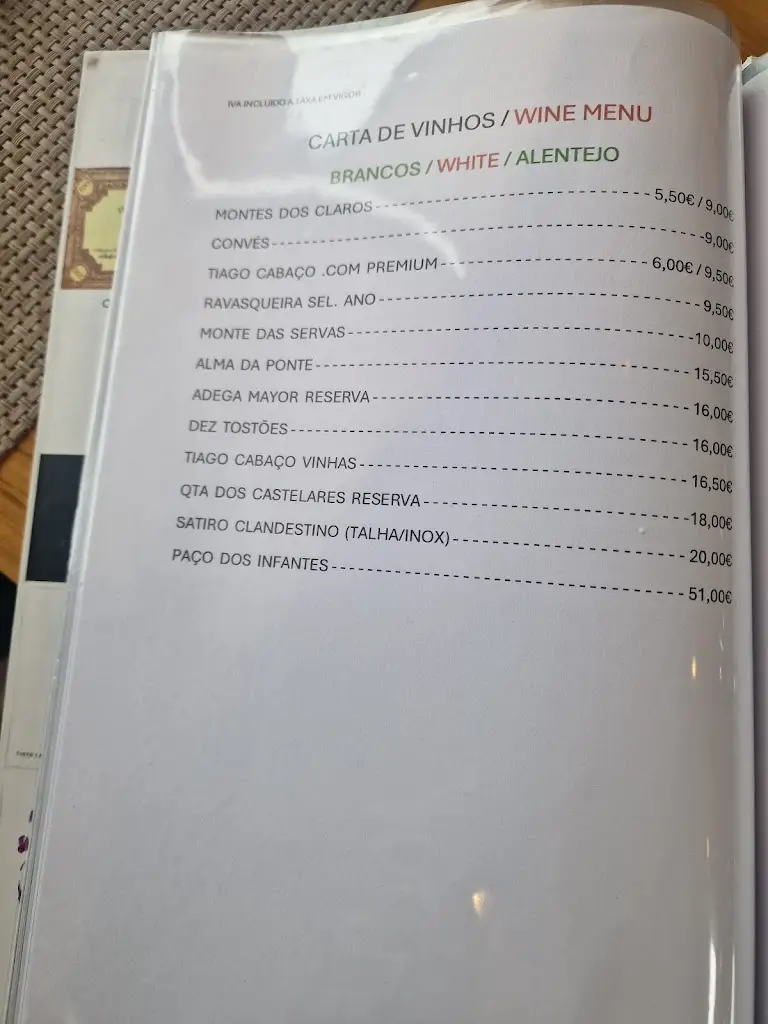 IVA INCLUIDO A TAXA EM VIGOR
CARTA DE VINHOS / WINE MENU
BRANCOS / WHITE / ALENTEJO
MONTES DOS CLAROS 5,50€ / 9,00€
CONVÉS 9,00€
TIAGO CABAÇO .COM PREMIUM 6,00€ / 9,50€
RAVASQUEIRA SEL. ANO 9,50€
MONTE DAS SERVAS 10,00€
ALMA DA PONTE 15,50€
ADEGA MAYOR RESERVA 16,00€
DEZ TOSTÕES 16,00€
TIAGO CABAÇO VINHAS 16,50€
QTA DOS CASTELARES RESERVA 18,00€
SATIRO CLANDESTINO (TALHA/INOX) 20,00€
PAÇO DOS INFANTES 51,00€